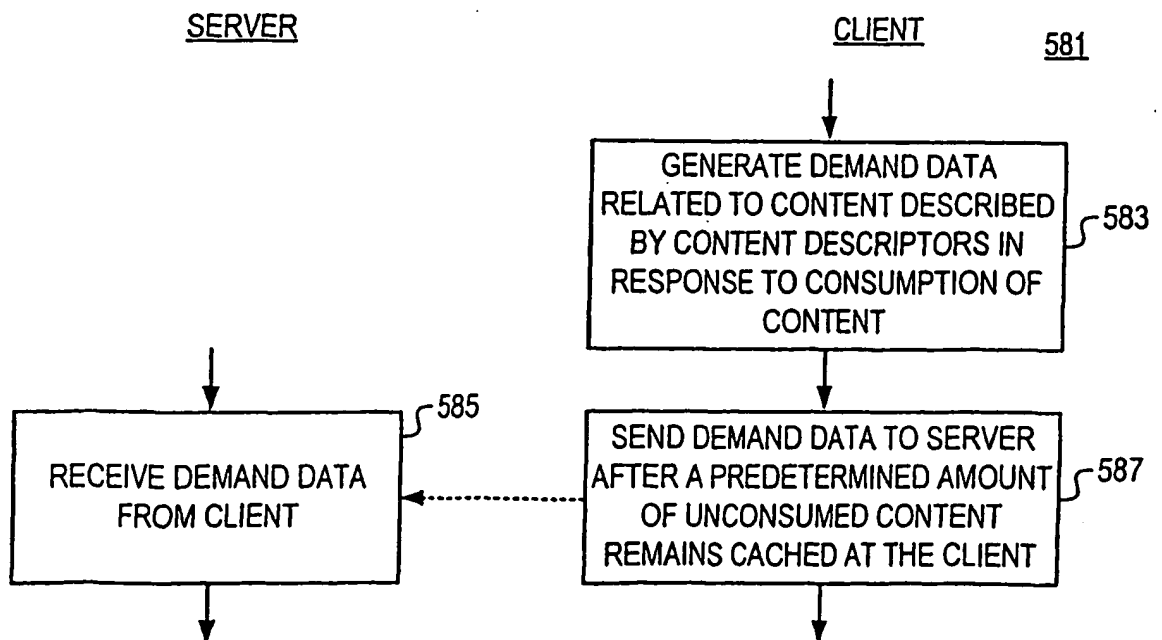 SERVER
CLIENT
581
GENERATE DEMAND DATA
RELATED TO CONTENT DESCRIBED
BY CONTENT DESCRIPTORS IN
RESPONSE TO CONSUMPTION OF
CONTENT
583
585
RECEIVE DEMAND DATA
FROM CLIENT
SEND DEMAND DATA TO SERVER
AFTER A PREDETERMINED AMOUNT
OF UNCONSUMED CONTENT
REMAINS CACHED AT THE CLIENT
587